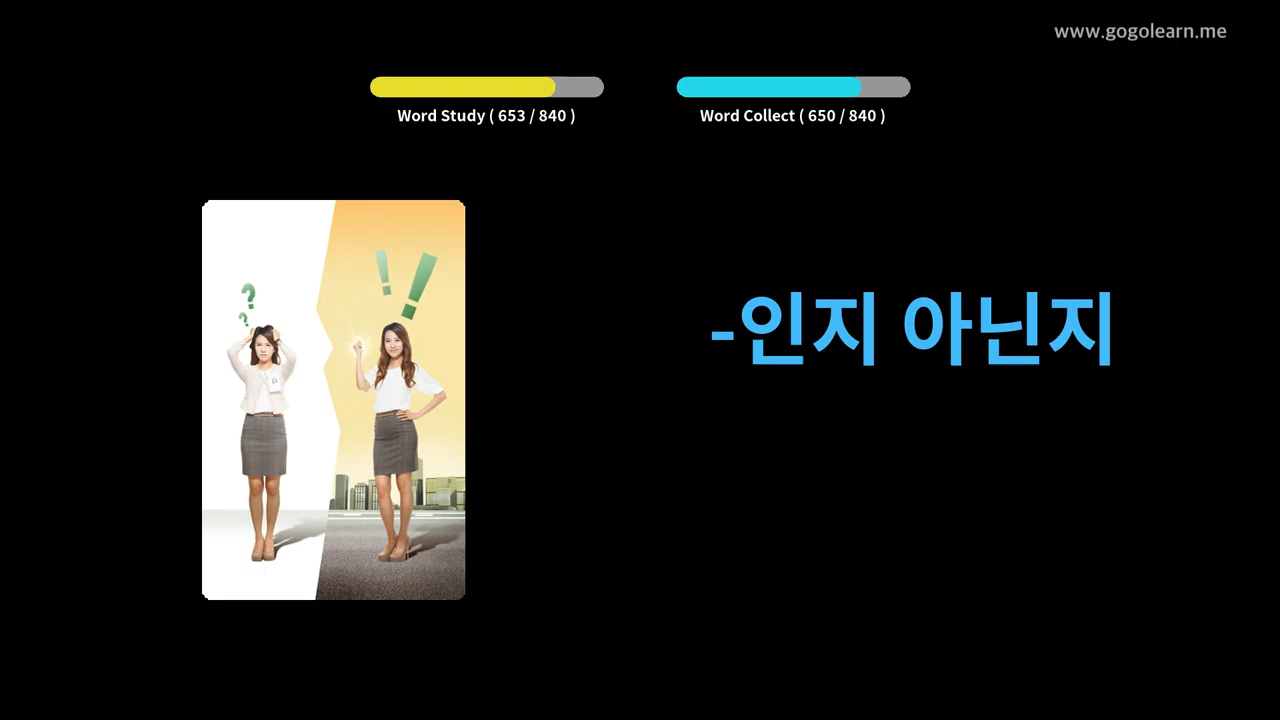 www.gogolearn.me
Word Study ( 653 / 840 )
Word Collect ( 650 / 840 )
? ?
! !
-인지 아닌지